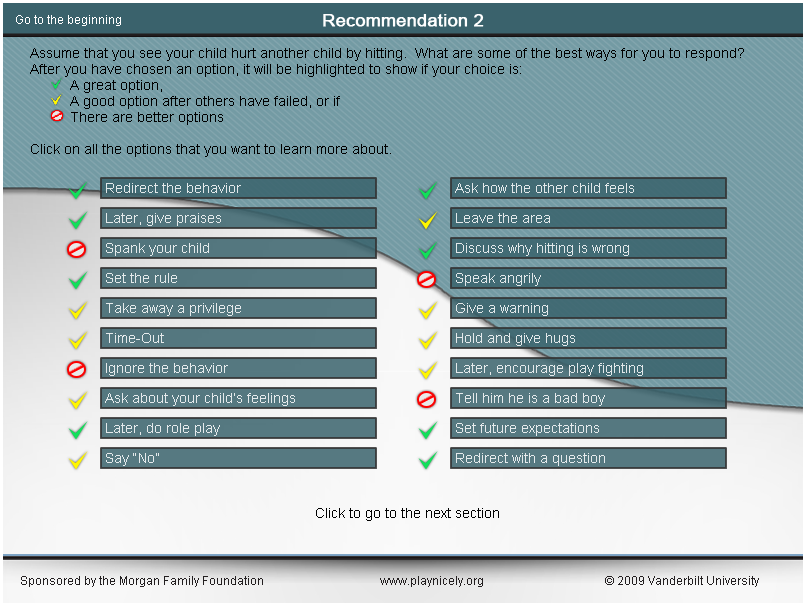 Go to the beginning
Recommendation 2
Assume that you see your child hurt another child by hitting.  What are some of the best ways for you to respond?
After you have chosen an option, it will be highlighted to show if your choice is:
A great option,
A good option after others have failed, or if
There are better options
Click on all the options that you want to learn more about.
Redirect the behavior
Later, give praises
Spank your child
Set the rule
Take away a privilege
Time-Out
Ignore the behavior
Ask about your child's feelings
Later, do role play
Say "No"
Ask how the other child feels
Leave the area
Discuss why hitting is wrong
Speak angrily
Give a warning
Hold and give hugs
Later, encourage play fighting
Tell him he is a bad boy
Set future expectations
Redirect with a question
Click to go to the next section
Sponsored by the Morgan Family Foundation
www.playnicely.org
© 2009 Vanderbilt University